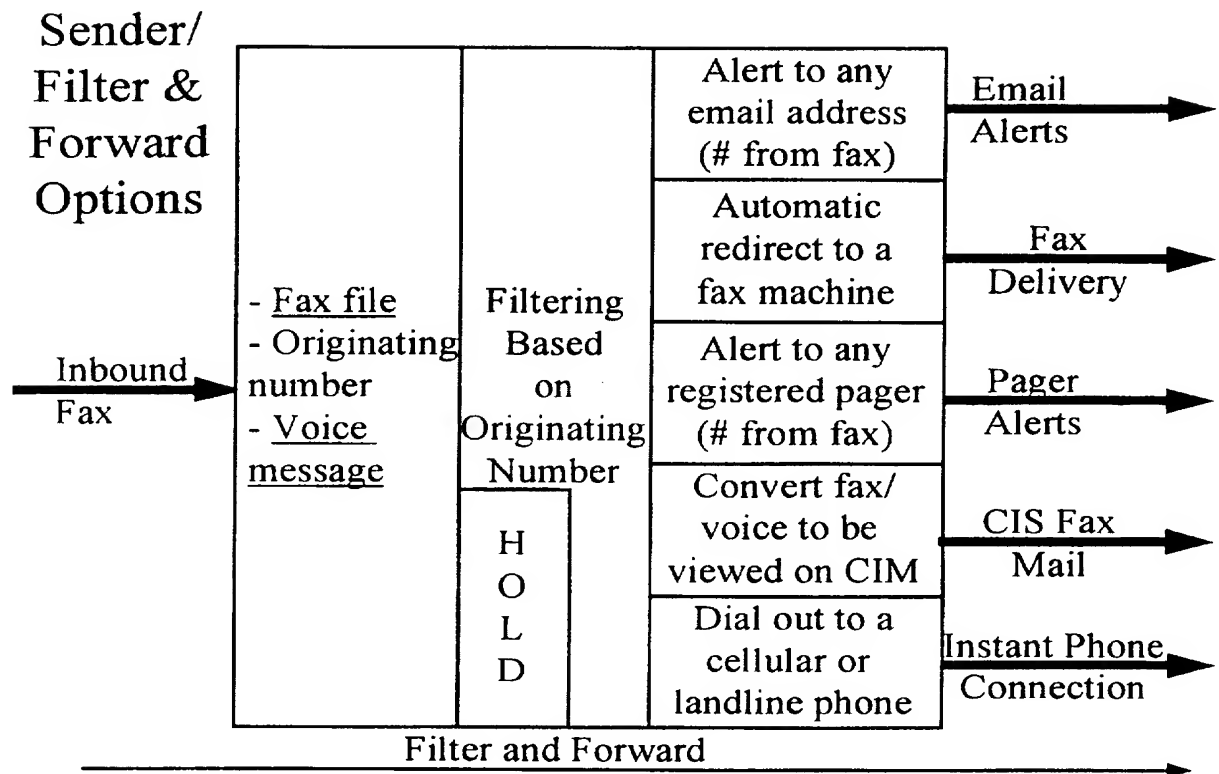 Sender/
Filter &
Forward
Options
Inbound
Fax
- Fax file
- Originating
number
- Voice
message
Filtering
Based
on
Originating
Number
H
O
L
D
Alert to any
email address
(# from fax)
Email
Alerts
Automatic
redirect to a
fax machine
Fax
Delivery
Alert to any
registered pager
(# from fax)
Pager
Alerts
Convert fax/
voice to be
viewed on CIM
CIS Fax
Mail
Dial out to a
cellular or
landline phone
Instant Phone
Connection
Filter and Forward